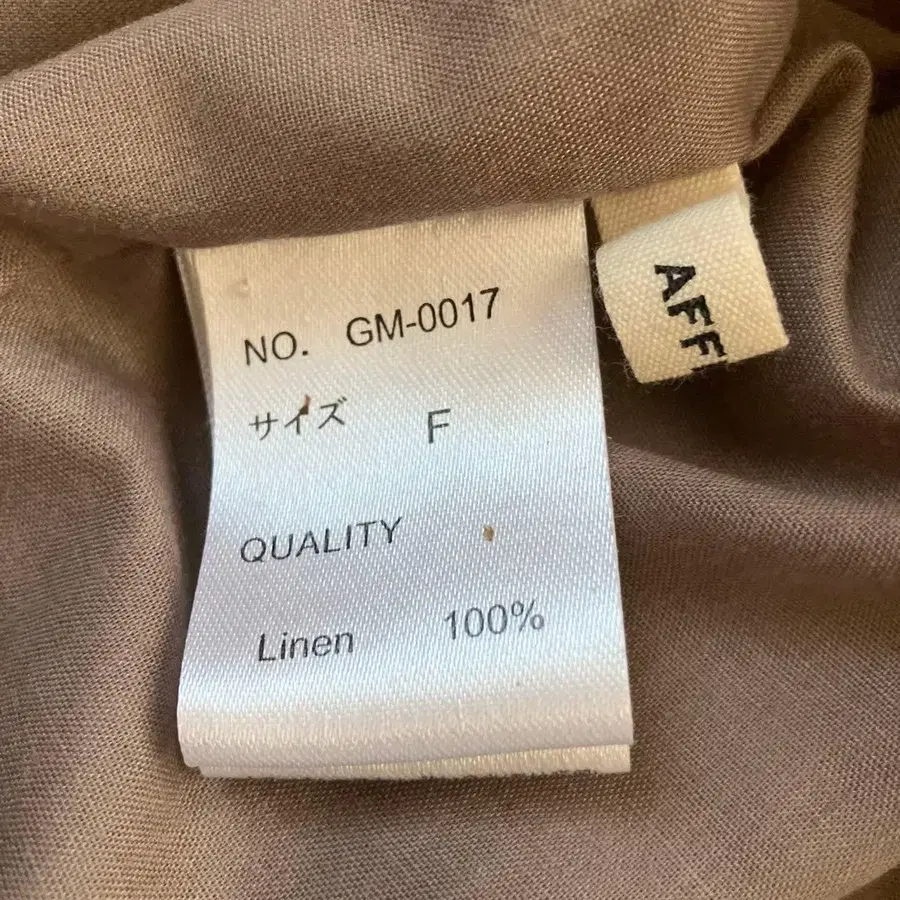 NO. GM-0017
サイズ F
QUALITY
Linen 100%
AFF